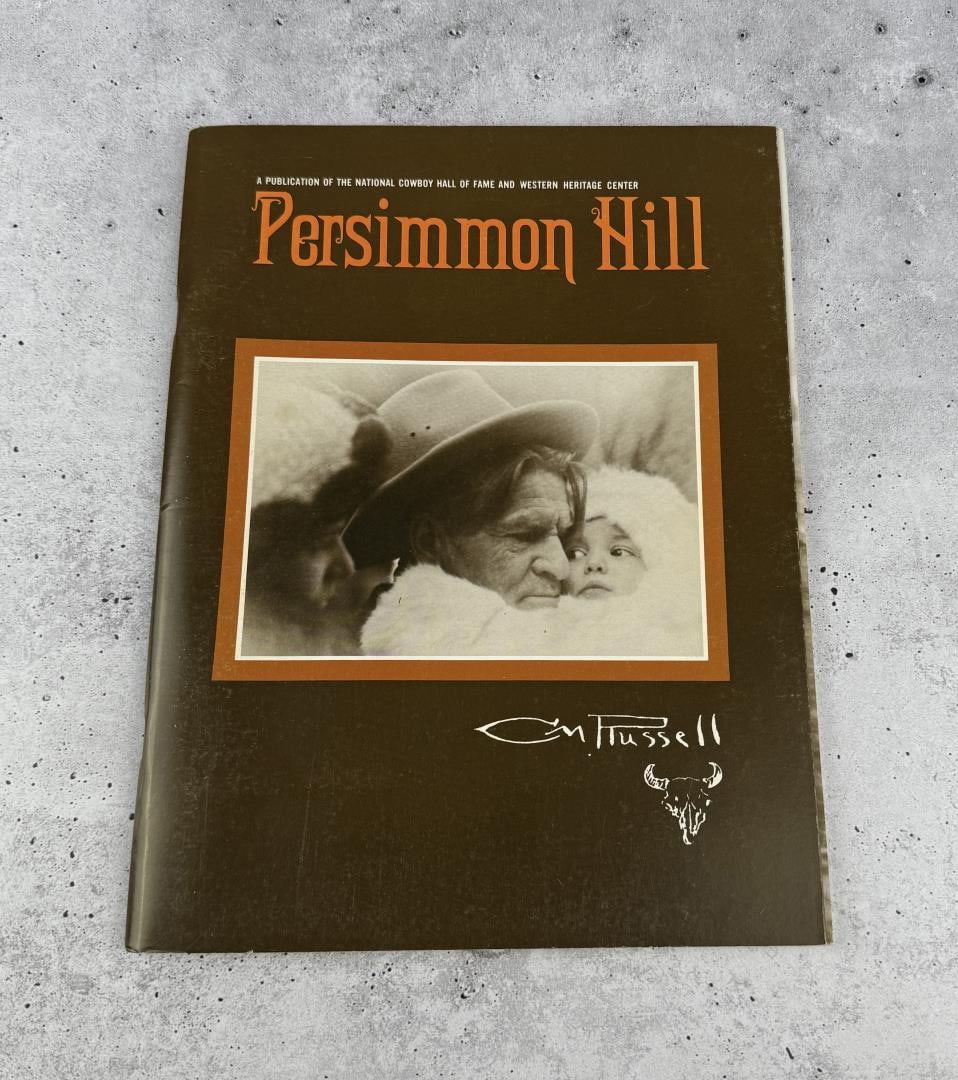 A PUBLICATION OF THE NATIONAL COWBOY HALL OF FAME AND WESTERN HERITAGE CENTER
Persimmon Hill
CM Russell